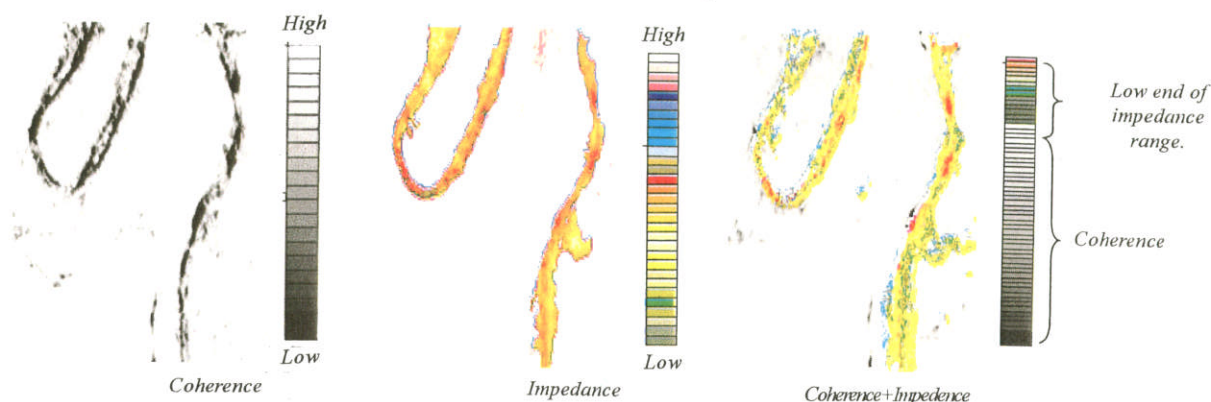 High
Low
Coherence
High
Low
Impedance
Low end of
impedance
range.
Coherence
Coherence+Impedence